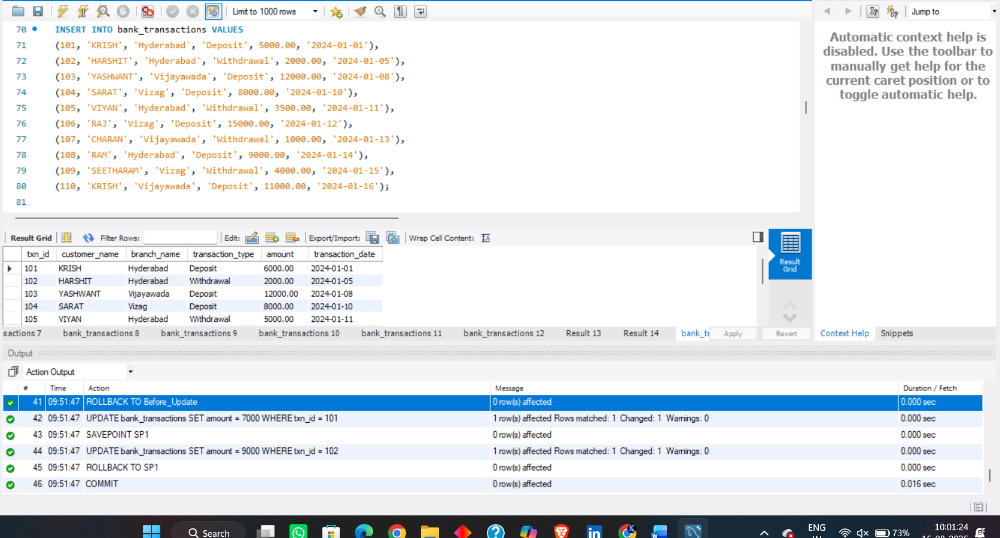 Limit to 1000 rows
Jump to
70 INSERT INTO bank_transactions VALUES
71 (101, 'KRISH', 'Hyderabad', 'Deposit', 5000.00, '2024-01-01'),
72 (102, 'HARSHIT', 'Hyderabad', 'Withdrawal', 2000.00, '2024-01-05'),
73 (103, 'YASHWANT', 'Vijayawada', 'Deposit', 12000.00, '2024-01-08'),
74 (104, 'SARAT', 'Vizag', 'Deposit', 8000.00, '2024-01-10'),
75 (105, 'VIYAN', 'Hyderabad', 'Withdrawal', 3500.00, '2024-01-11'),
76 (106, 'RAJ', 'Vizag', 'Deposit', 15000.00, '2024-01-12'),
77 (107, 'CHARAN', 'Vijayawada', 'Withdrawal', 1000.00, '2024-01-13'),
78 (108, 'RAM', 'Hyderabad', 'Deposit', 9000.00, '2024-01-14'),
79 (109, 'SEETHARAM', 'Vizag', 'Withdrawal', 4000.00, '2024-01-15'),
80 (110, 'KRISH', 'Vijayawada', 'Deposit', 11000.00, '2024-01-16');
81
Automatic context help is
disabled. Use the toolbar to
manually get help for the
current caret position or to
toggle automatic help.
Result Grid Filter Rows: Edit: Export/Import: Wrap Cell Content:
txn_id customer_name branch_name transaction_type amount transaction_date
101 KRISH Hyderabad Deposit 6000.00 2024-01-01
102 HARSHIT Hyderabad Withdrawal 2000.00 2024-01-05
103 YASHWANT Vijayawada Deposit 12000.00 2024-01-08
104 SARAT Vizag Deposit 8000.00 2024-01-10
105 VIYAN Hyderabad Withdrawal 5000.00 2024-01-11
Result
Grid
sactions 7 bank_transactions 8 bank_transactions 9 bank_transactions 10 bank_transactions 11 bank_transactions 12 Result 13 Result 14 bank_tr Apply Revert
Context Help Snippets
Output
Action Output
# Time Action Message Duration / Fetch
41 09:51:47 ROLLBACK TO Before_Update 0 row(s) affected 0.000 sec
42 09:51:47 UPDATE bank_transactions SET amount = 7000 WHERE txn_id = 101 1 row(s) affected Rows matched: 1 Changed: 1 Warnings: 0 0.000 sec
43 09:51:47 SAVEPOINT SP1 0 row(s) affected 0.000 sec
44 09:51:47 UPDATE bank_transactions SET amount = 9000 WHERE txn_id = 102 1 row(s) affected Rows matched: 1 Changed: 1 Warnings: 0 0.000 sec
45 09:51:47 ROLLBACK TO SP1 0 row(s) affected 0.000 sec
46 09:51:47 COMMIT 0 row(s) affected 0.016 sec
Search
ENG
73%
10:01:24